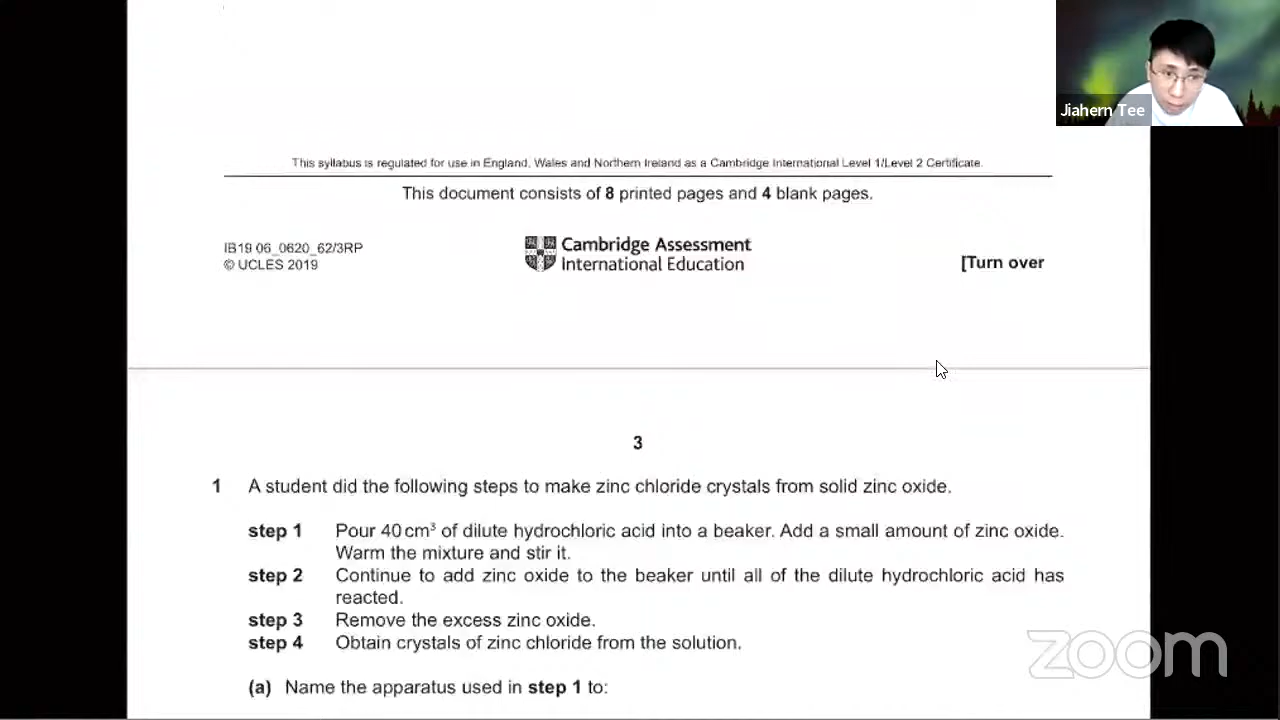 Jiahern Tee
This syllabus is regulated for use in England, Wales and Northern Ireland as a Cambridge International Level 1/Level 2 Certificate.
This document consists of 8 printed pages and 4 blank pages.
IB19 06_0620_62/3RP
© UCLES 2019
Cambridge Assessment
International Education
[Turn over
3
1 A student did the following steps to make zinc chloride crystals from solid zinc oxide.
step 1 Pour 40 cm³ of dilute hydrochloric acid into a beaker. Add a small amount of zinc oxide.
Warm the mixture and stir it.
step 2 Continue to add zinc oxide to the beaker until all of the dilute hydrochloric acid has
reacted.
step 3 Remove the excess zinc oxide.
step 4 Obtain crystals of zinc chloride from the solution.
zoom
(a) Name the apparatus used in step 1 to: